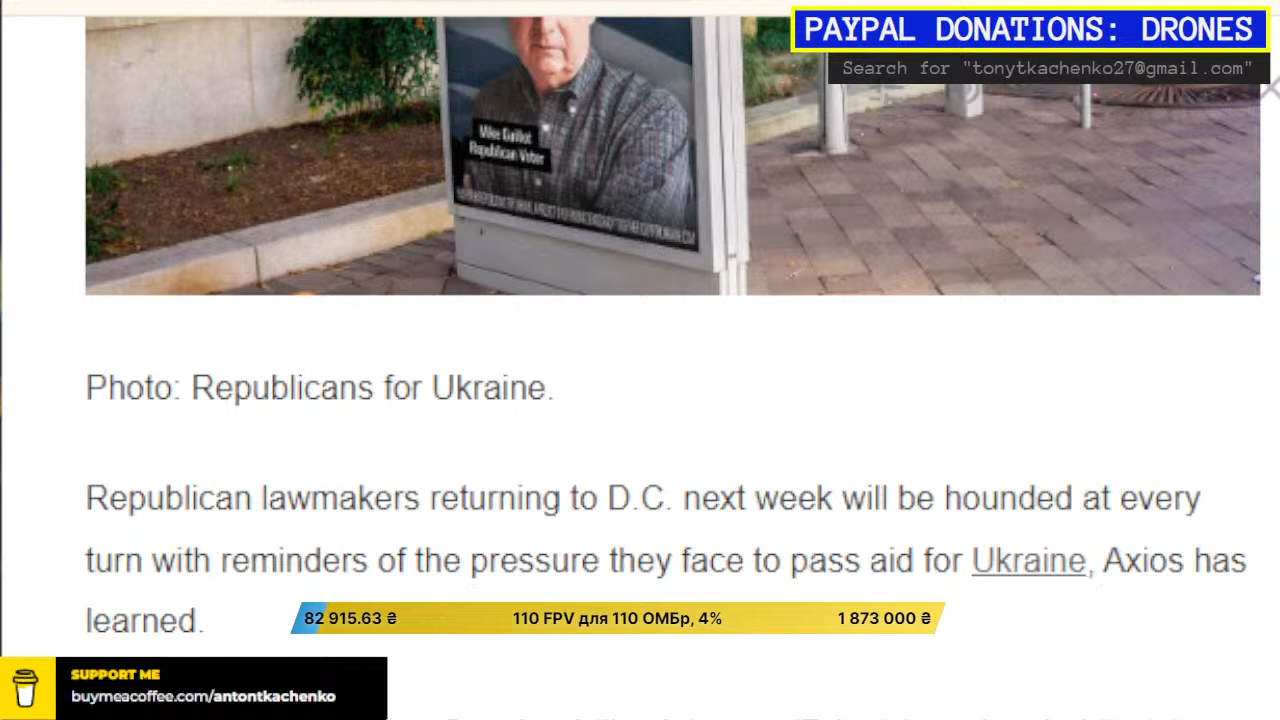 PAYPAL DONATIONS: DRONES
Search for "tonytkachenko27@gmail.com"
Mike Guillot
Republican Voter
Photo: Republicans for Ukraine.
Republican lawmakers returning to D.C. next week will be hounded at every
turn with reminders of the pressure they face to pass aid for Ukraine, Axios has
learned.
82 915.63 ₴ 110 FPV для 110 ОМБр, 4% 1 873 000 ₴
SUPPORT ME
buymeacoffee.com/antontkachenko